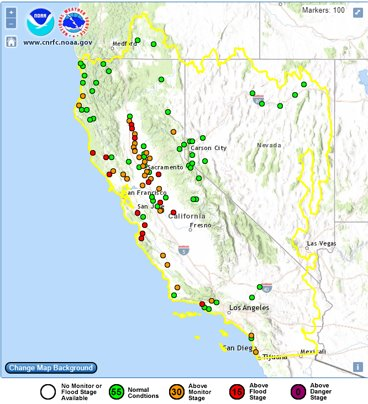 Markers: 100
NOAA
www.cnrfc.noaa.gov
Medford
Carson City
Nevada
Sacramento
San Francisco
San Jose
California
Fresno
Las Vegas
Los Angeles
San Diego
Mexicali
Tijuana
Change Map Background
No Monitor or
Flood Stage
Available
55
Normal
Conditions
30
Above
Monitor
Stage
15
Above
Flood
Stage
0
Above
Danger
Stage